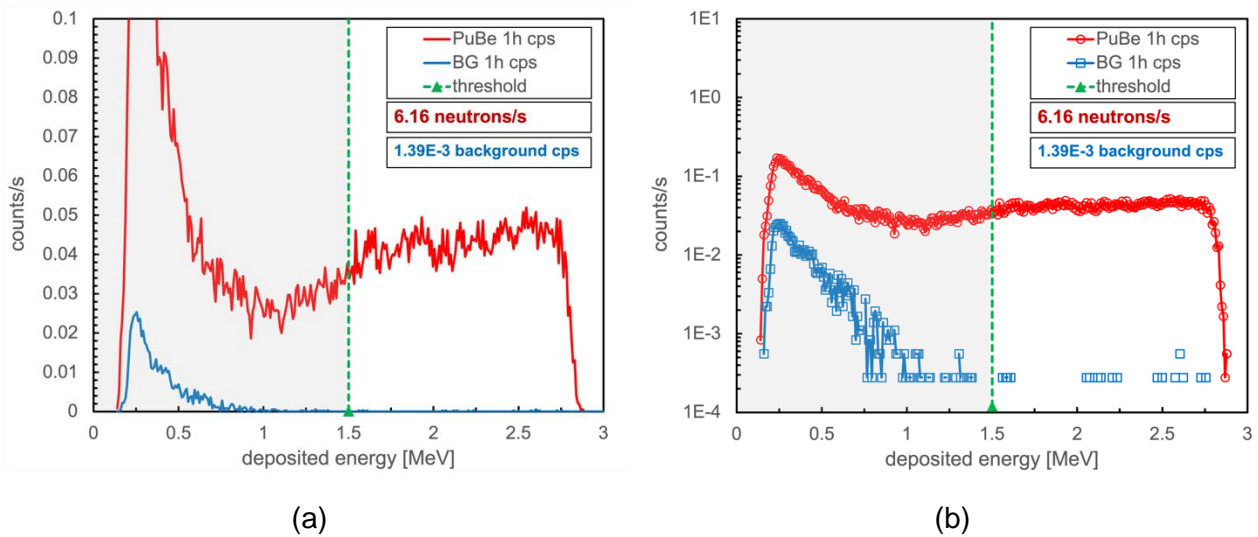 0.1
0.09
0.08
0.07
0.06
0.05
0.04
0.03
0.02
0.01
0
counts/s
PuBe 1h cps
BG 1h cps
threshold
6.16 neutrons/s
1.39E-3 background cps
0 0.5 1 1.5 2 2.5 3
deposited energy [MeV]
(a)
1E+1
1E+0
1E-1
1E-2
1E-3
1E-4
counts/s
PuBe 1h cps
BG 1h cps
threshold
6.16 neutrons/s
1.39E-3 background cps
0 0.5 1 1.5 2 2.5 3
deposited energy [MeV]
(b)